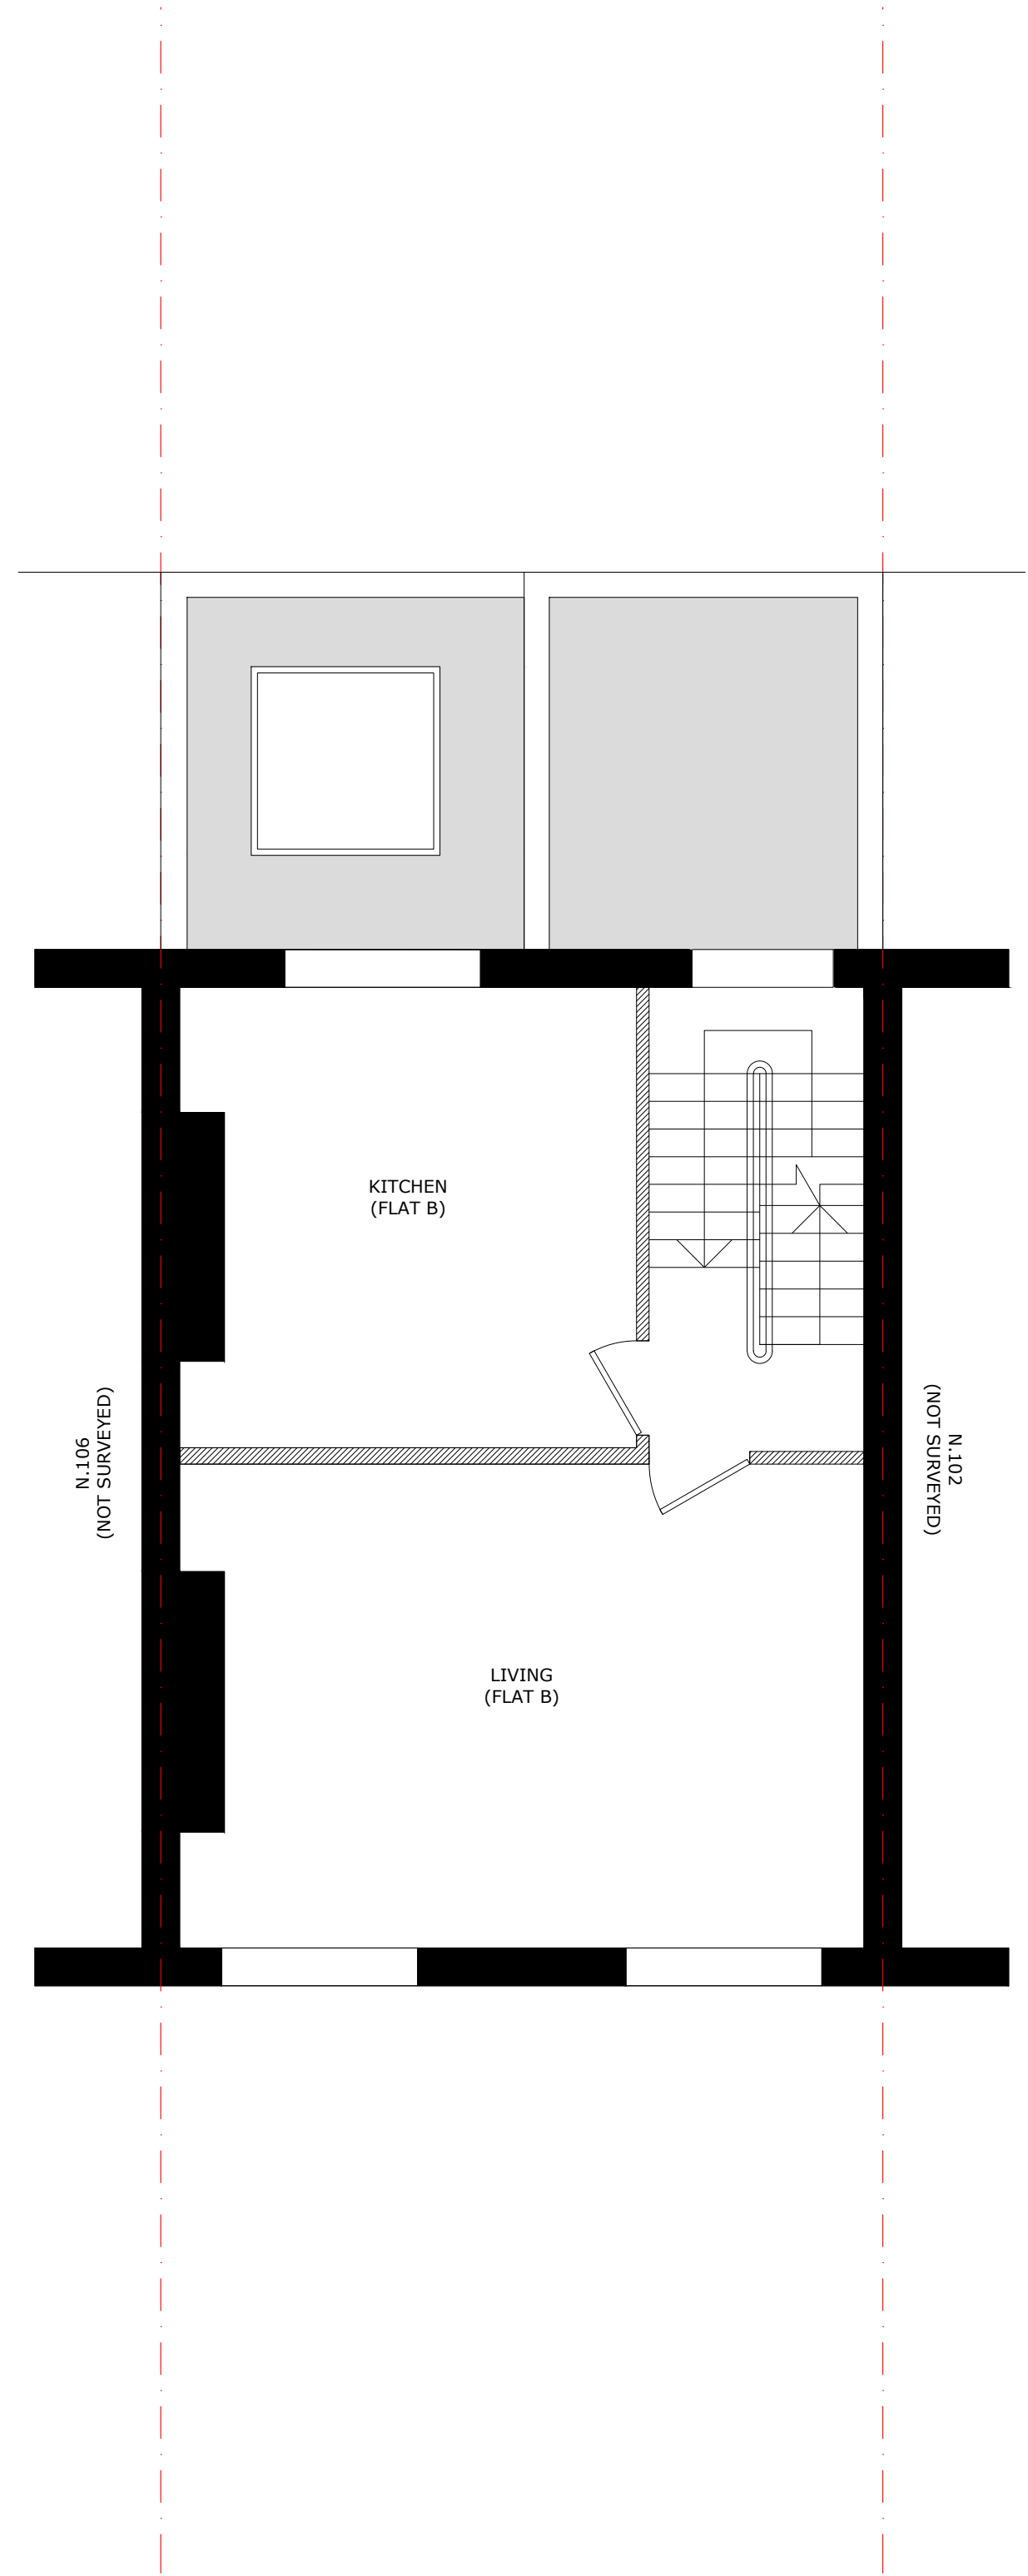 KITCHEN
(FLAT B)
N.106
(NOT SURVEYED)
N.102
(NOT SURVEYED)
LIVING
(FLAT B)